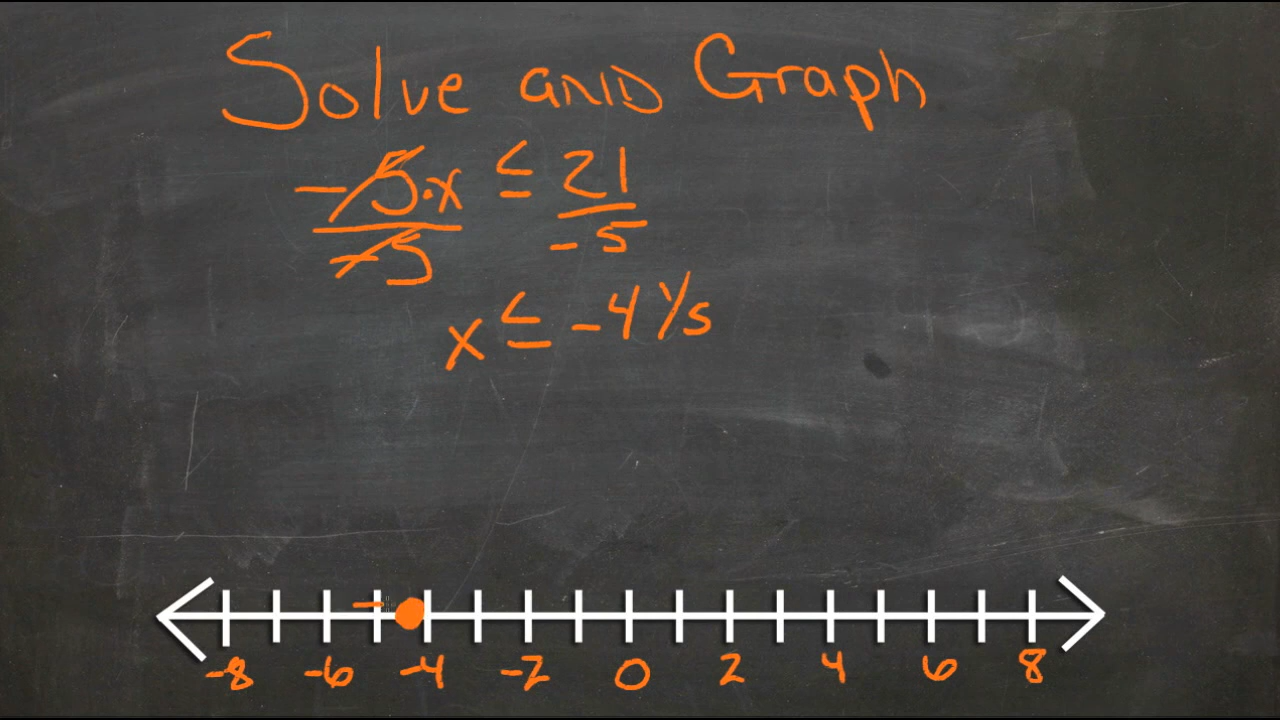 Solve and Graph
-5·x ≤ 21
-5 -5
x ≤ -4 1/5
-8 -6 -4 -2 0 2 4 6 8